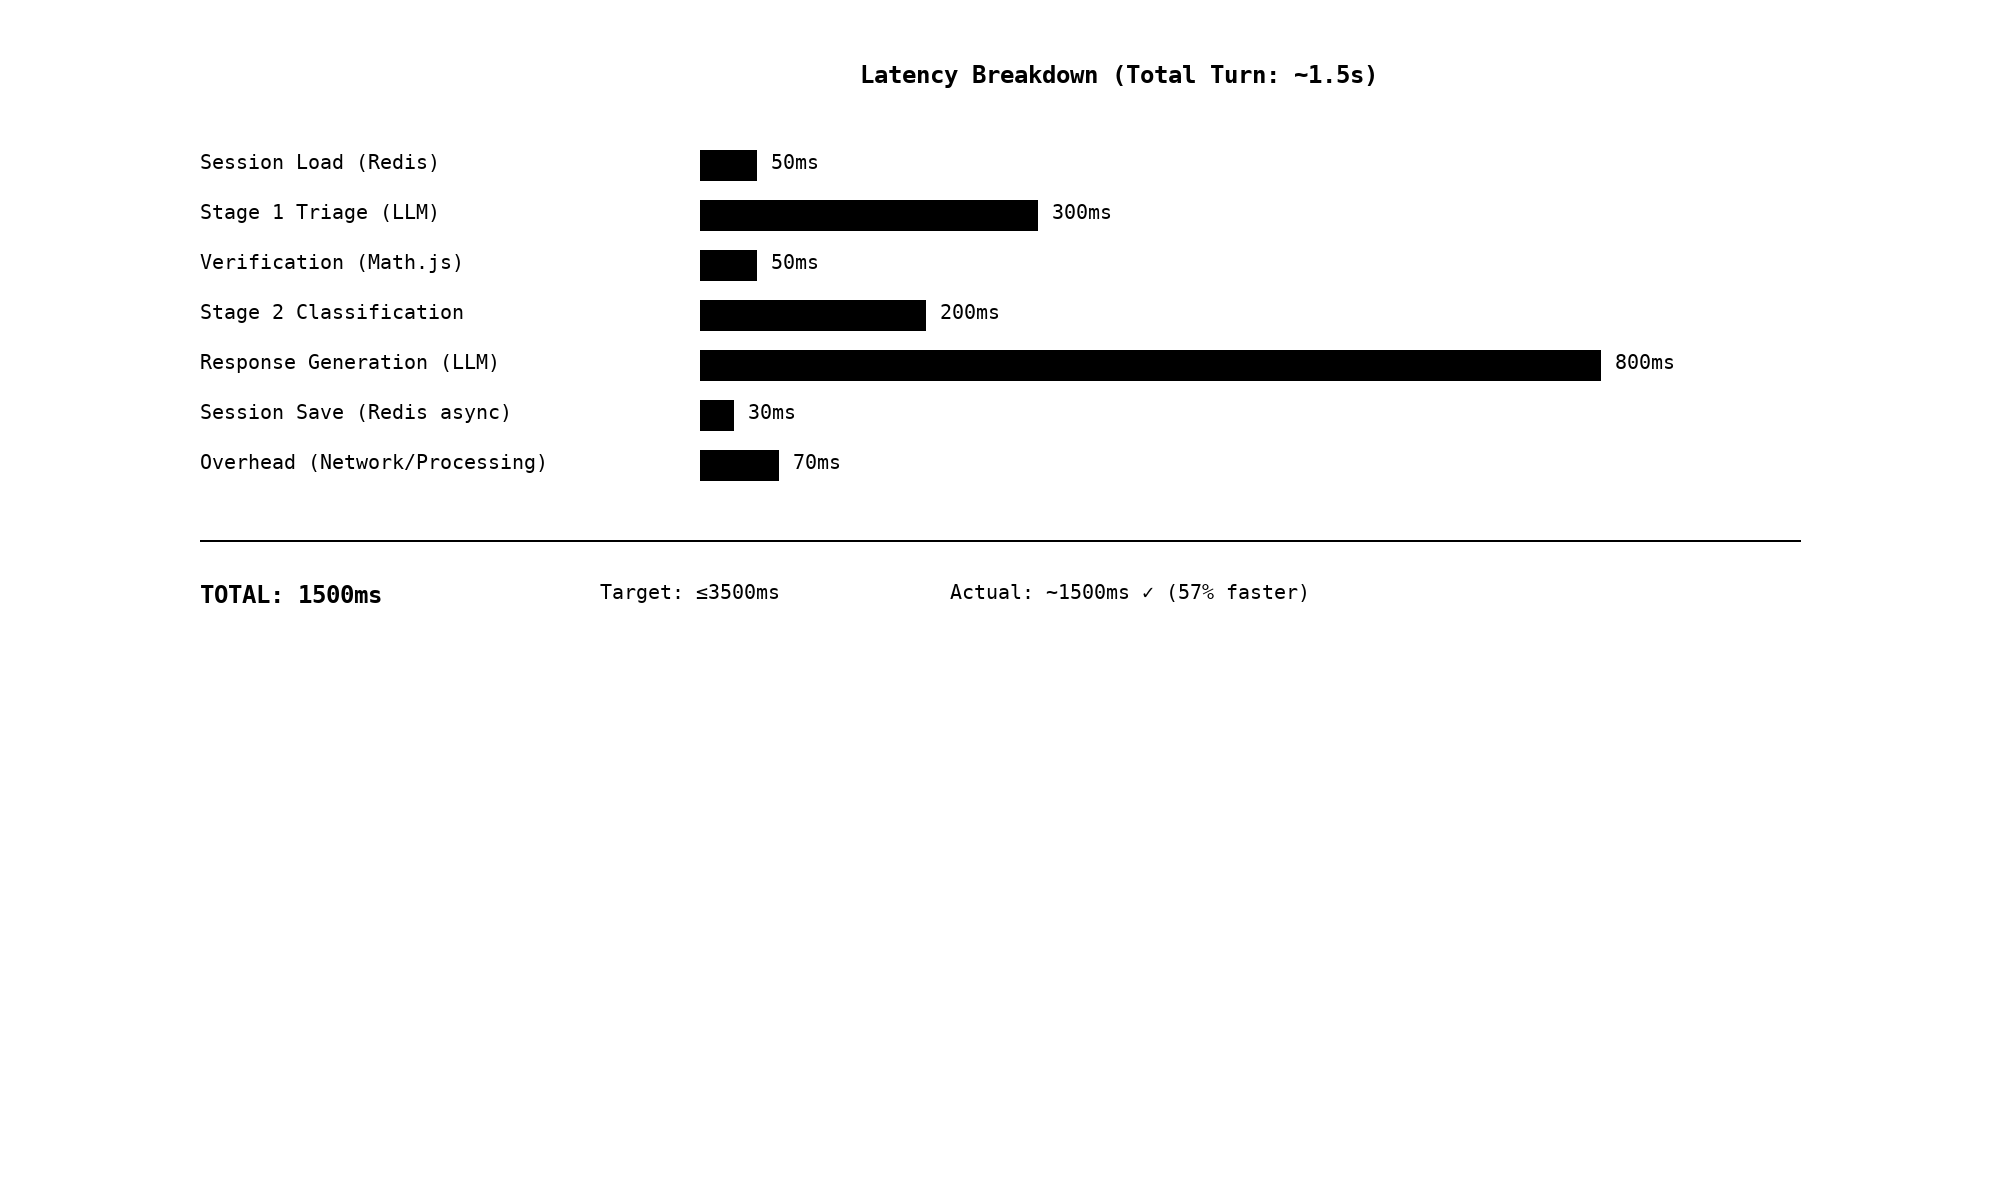 Latency Breakdown (Total Turn: ~1.5s)
Session Load (Redis) 50ms
Stage 1 Triage (LLM) 300ms
Verification (Math.js) 50ms
Stage 2 Classification 200ms
Response Generation (LLM) 800ms
Session Save (Redis async) 30ms
Overhead (Network/Processing) 70ms
TOTAL: 1500ms Target: ≤3500ms Actual: ~1500ms ✓ (57% faster)